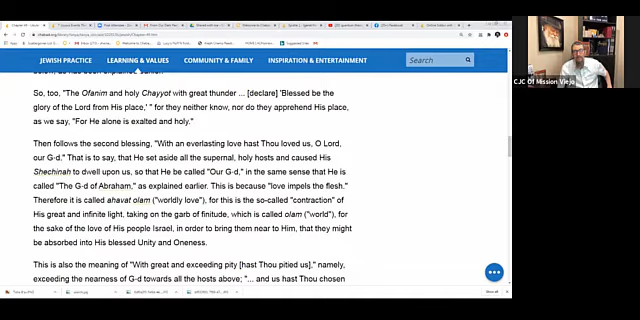 JEWISH PRACTICE LEARNING & VALUES COMMUNITY & FAMILY INSPIRATION & ENTERTAINMENT Search
So, too, "The Ofanim and holy Chayyot with great thunder ... [declare] 'Blessed be the
glory of the Lord from His place,' " for they neither know, nor do they apprehend His place,
as we say, "For He alone is exalted and holy."
Then follows the second blessing, "With an everlasting love hast Thou loved us, O Lord,
our G-d." That is to say, that He set aside all the supernal, holy hosts and caused His
Shechinah to dwell upon us, so that He be called "Our G-d," in the same sense that He is
called "The G-d of Abraham," as explained earlier. This is because "love impels the flesh."
Therefore it is called ahavat olam ("worldly love"), for this is the so-called "contraction" of
His great and infinite light, taking on the garb of finitude, which is called olam ("world"), for
the sake of the love of His people Israel, in order to bring them near to Him, that they might
be absorbed into His blessed Unity and Oneness.
This is also the meaning of "With great and exceeding pity [hast Thou pitied us]," namely,
exceeding the nearness of G-d towards all the hosts above; "... and us hast Thou chosen
CJC Of Mission Viejo
Show all